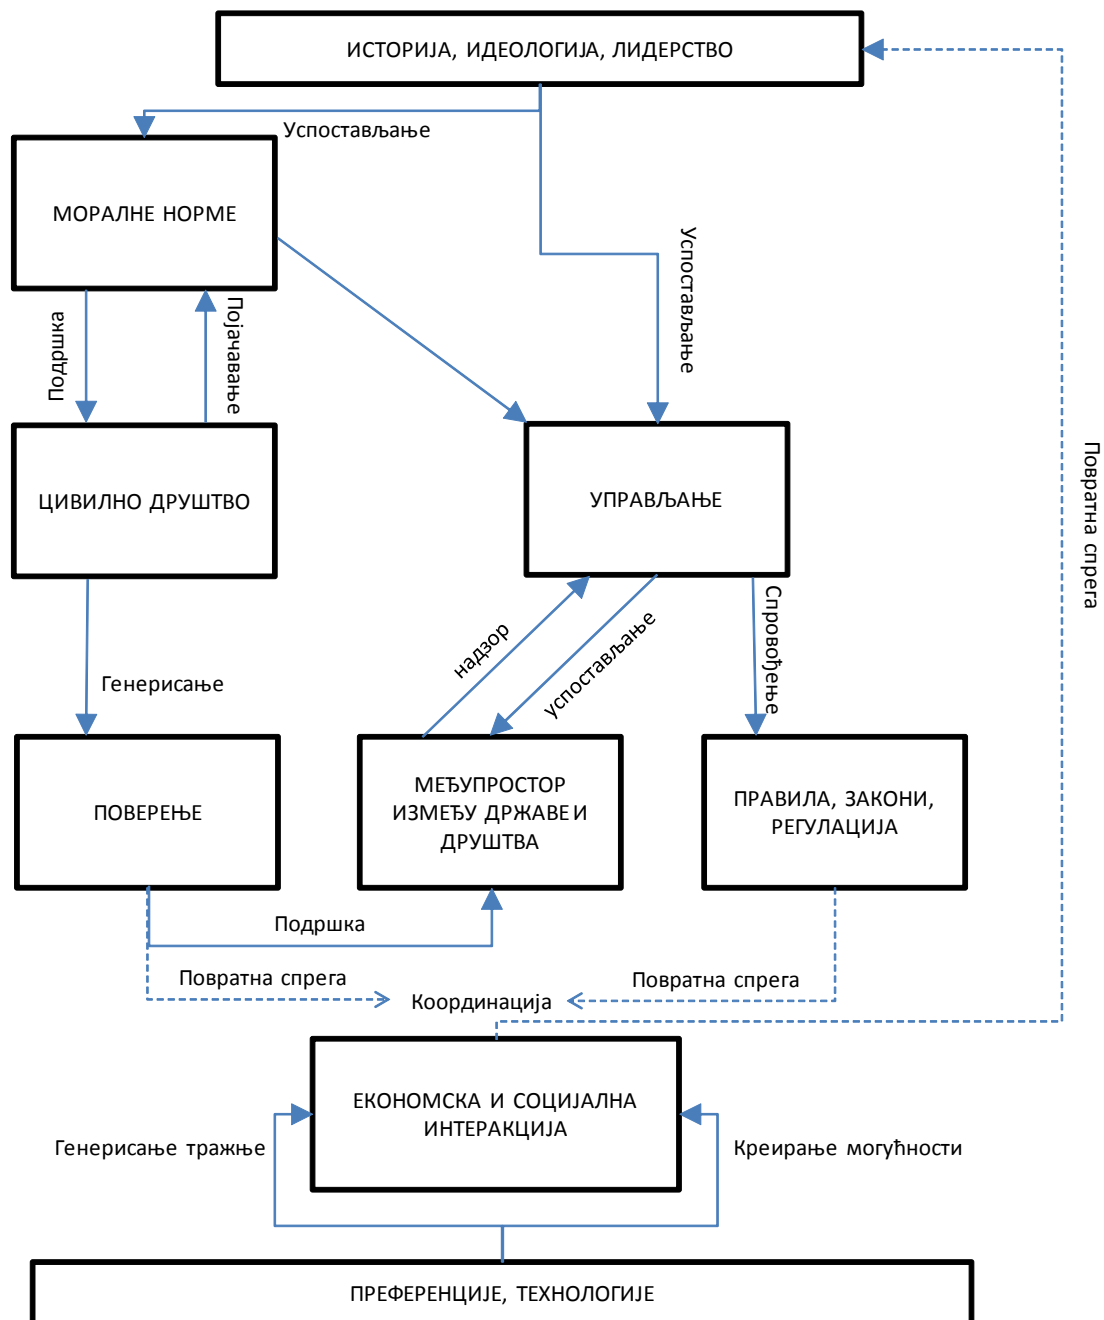 ИСТОРИЈА, ИДЕОЛОГИЈА, ЛИДЕРСТВО
Успостављање
МОРАЛНЕ НОРМЕ
Успостављање
Подршка
Појачавање
ЦИВИЛНО ДРУШТВО
УПРАВЉАЊЕ
Повратна спрега
надзор
успостављање
Спровођење
Генерисање
ПОВЕРЕЊЕ
МЕЂУПРОСТОР
ИЗМЕЂУ ДРЖАВЕ И
ДРУШТВА
ПРАВИЛА, ЗАКОНИ,
РЕГУЛАЦИЈА
Подршка
Повратна спрега
Повратна спрега
Координација
ЕКОНОМСКА И СОЦИЈАЛНА
ИНТЕРАКЦИЈА
Генерисање тражње
Креирање могућности
ПРЕФЕРЕНЦИЈЕ, ТЕХНОЛОГИЈЕ